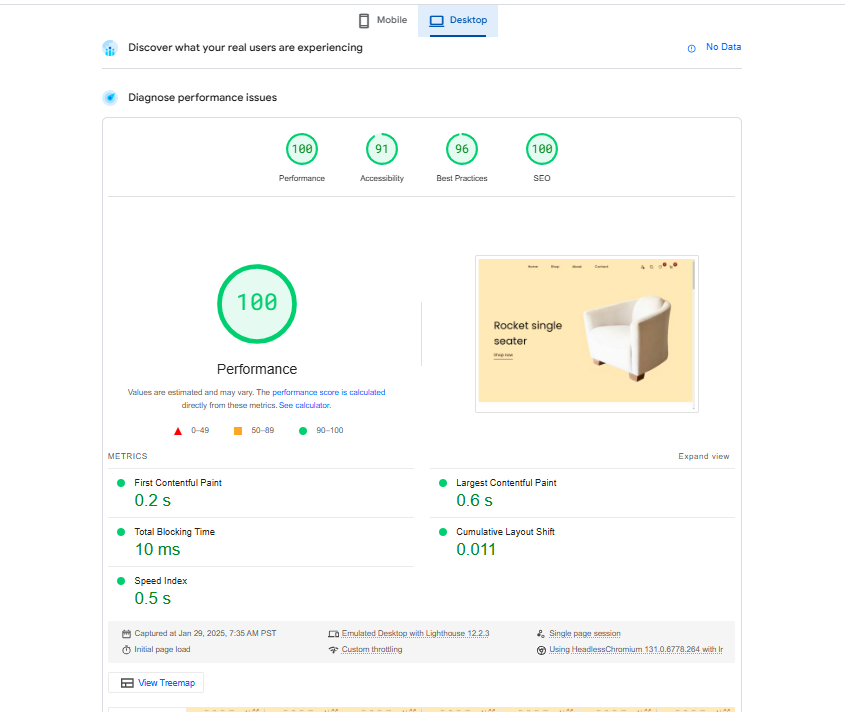 Mobile
Desktop
Discover what your real users are experiencing
No Data
Diagnose performance issues
100
91
96
100
Performance
Accessibility
Best Practices
SEO
Home Shop About Contact
Rocket single
seater
Shop now
100
Performance
Values are estimated and may vary. The performance score is calculated
directly from these metrics. See calculator.
0–49
50–89
90–100
METRICS
Expand view
First Contentful Paint
0.2 s
Largest Contentful Paint
0.6 s
Total Blocking Time
10 ms
Cumulative Layout Shift
0.011
Speed Index
0.5 s
Captured at Jan 29, 2025, 7:35 AM PST
Emulated Desktop with Lighthouse 12.2.3
Single page session
Initial page load
Custom throttling
Using HeadlessChromium 131.0.6778.264 with lr
View Treemap